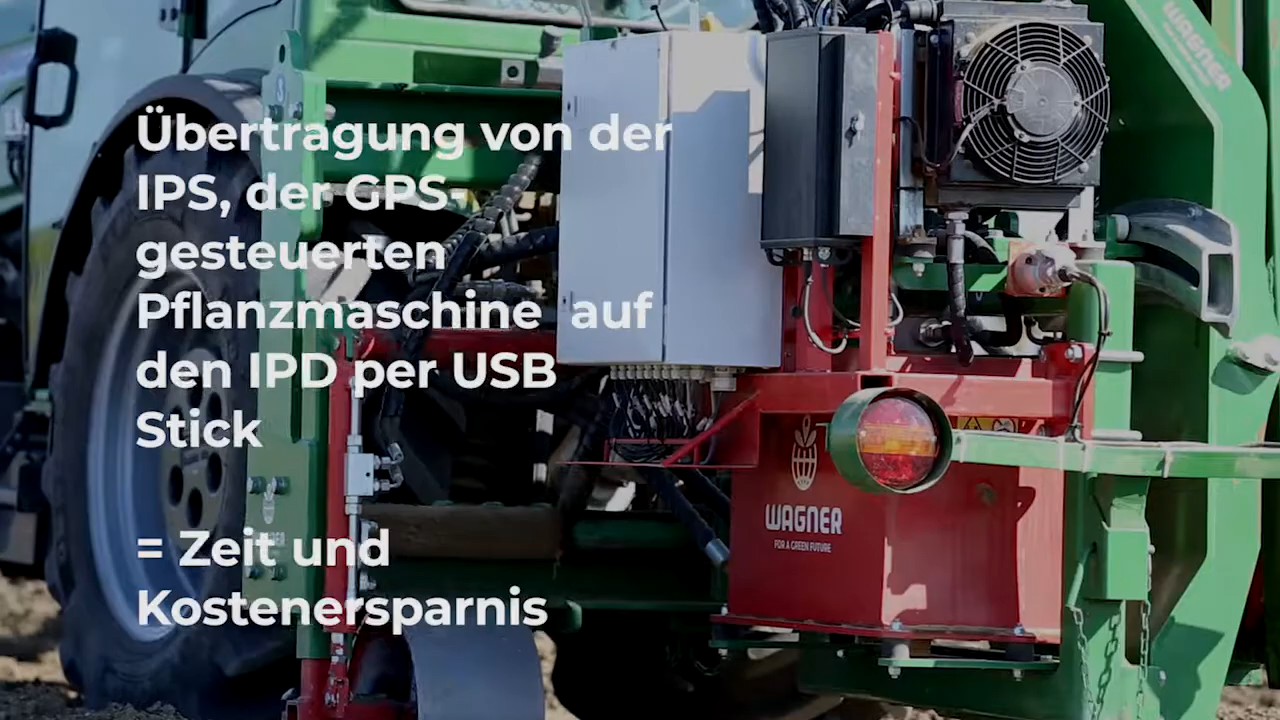 Übertragung von der
IPS, der GPS-
gesteuerten
Pflanzmaschine auf
den IPD per USB
Stick
= Zeit und
Kostenersparnis
WAGNER
FOR A GREEN FUTURE
WAGNER